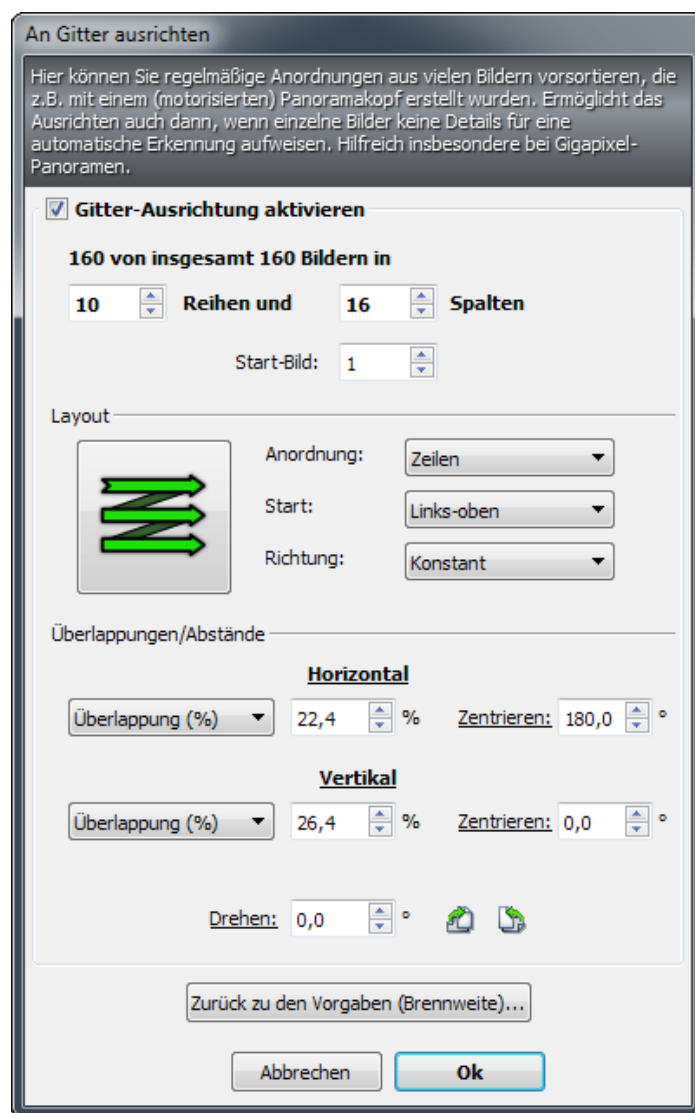 An Gitter ausrichten
Hier können Sie regelmäßige Anordnungen aus vielen Bildern vorsortieren, die
z.B. mit einem (motorisierten) Panoramakopf erstellt wurden. Ermöglicht das
Ausrichten auch dann, wenn einzelne Bilder keine Details für eine
automatische Erkennung aufweisen. Hilfreich insbesondere bei Gigapixel-
Panoramen.
Gitter-Ausrichtung aktivieren
160 von insgesamt 160 Bildern in
10 Reihen und 16 Spalten
Start-Bild: 1
Layout
Anordnung: Zeilen
Start: Links-oben
Richtung: Konstant
Überlappungen/Abstände
Horizontal
Überlappung (%) 22,4 % Zentrieren: 180,0 °
Vertikal
Überlappung (%) 26,4 % Zentrieren: 0,0 °
Drehen: 0,0 °
Zurück zu den Vorgaben (Brennweite)...
Abbrechen Ok